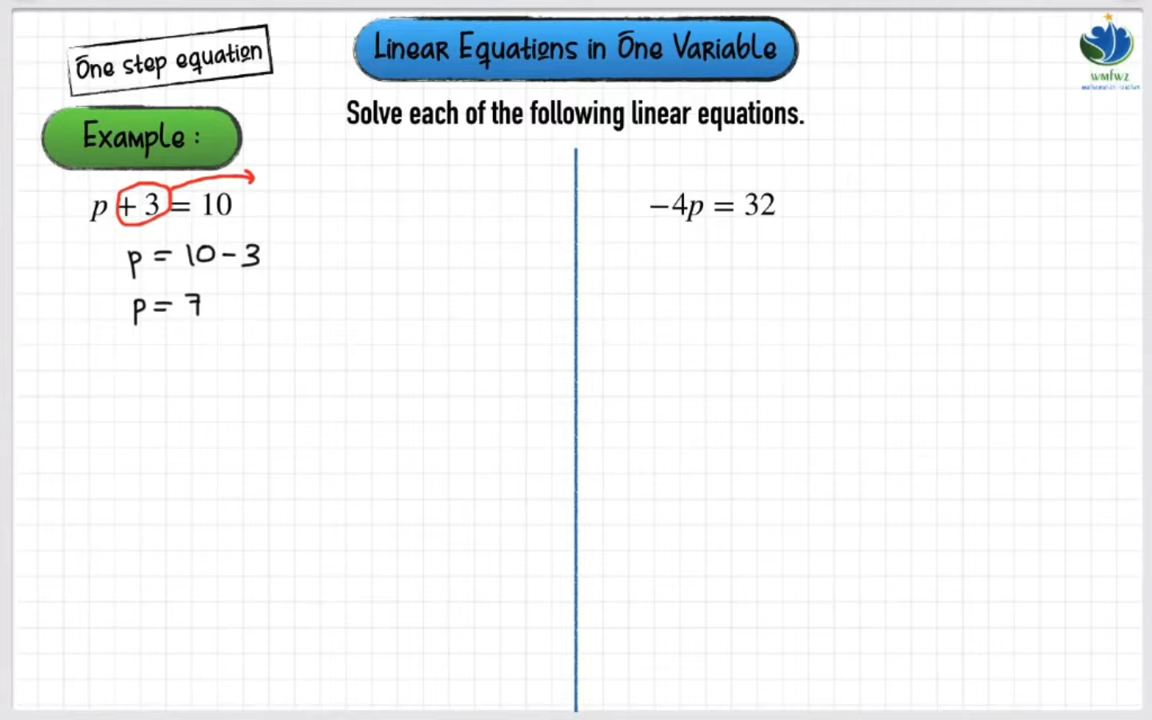 One step equation
Linear Equations in One Variable
WMFWZ
Solve each of the following linear equations.
Example :
p + 3 = 10
p = 10 - 3
p = 7
−4p = 32